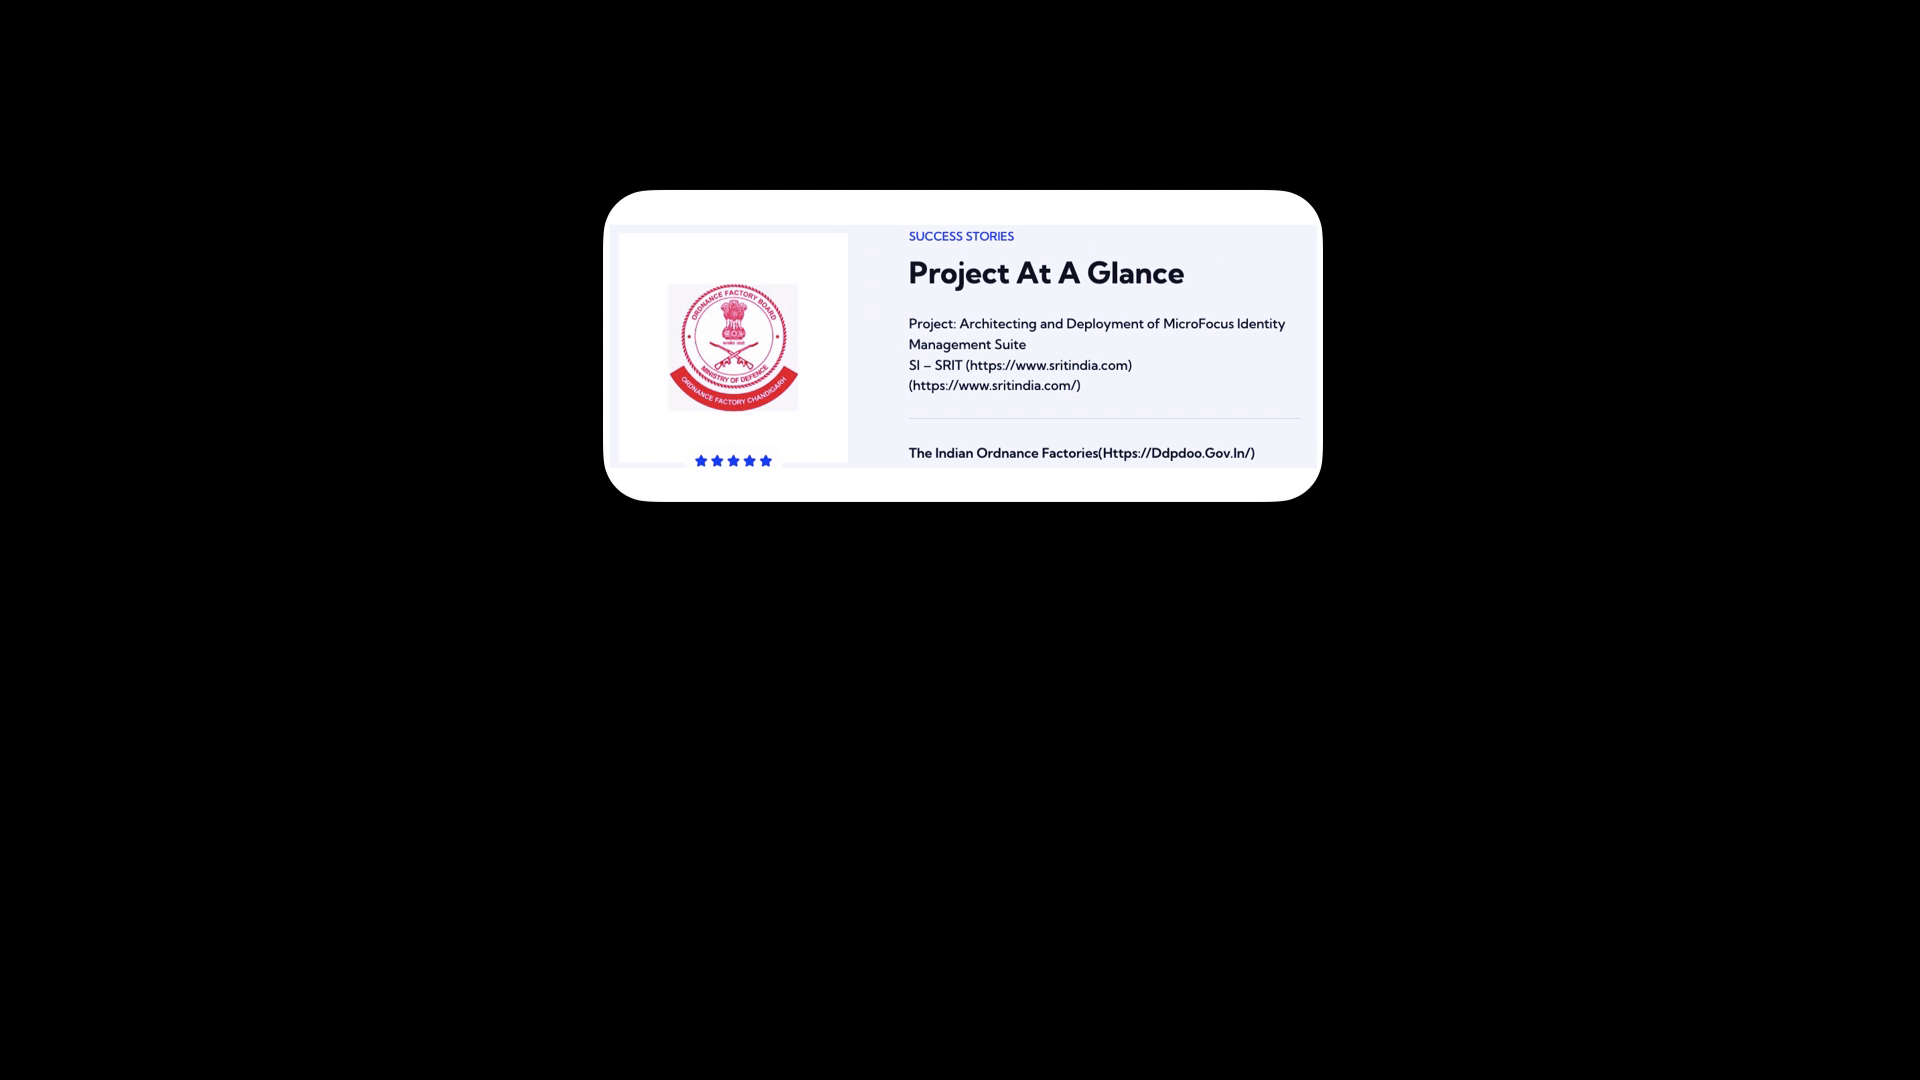 SUCCESS STORIES
Project At A Glance
Project: Architecting and Deployment of MicroFocus Identity
Management Suite
SI – SRIT (https://www.sritindia.com)
(https://www.sritindia.com/)
The Indian Ordnance Factories(Https://Ddpdoo.Gov.In/)
ORDNANCE FACTORY BOARD
MINISTRY OF DEFENCE
ORDNANCE FACTORY CHANDIGARH